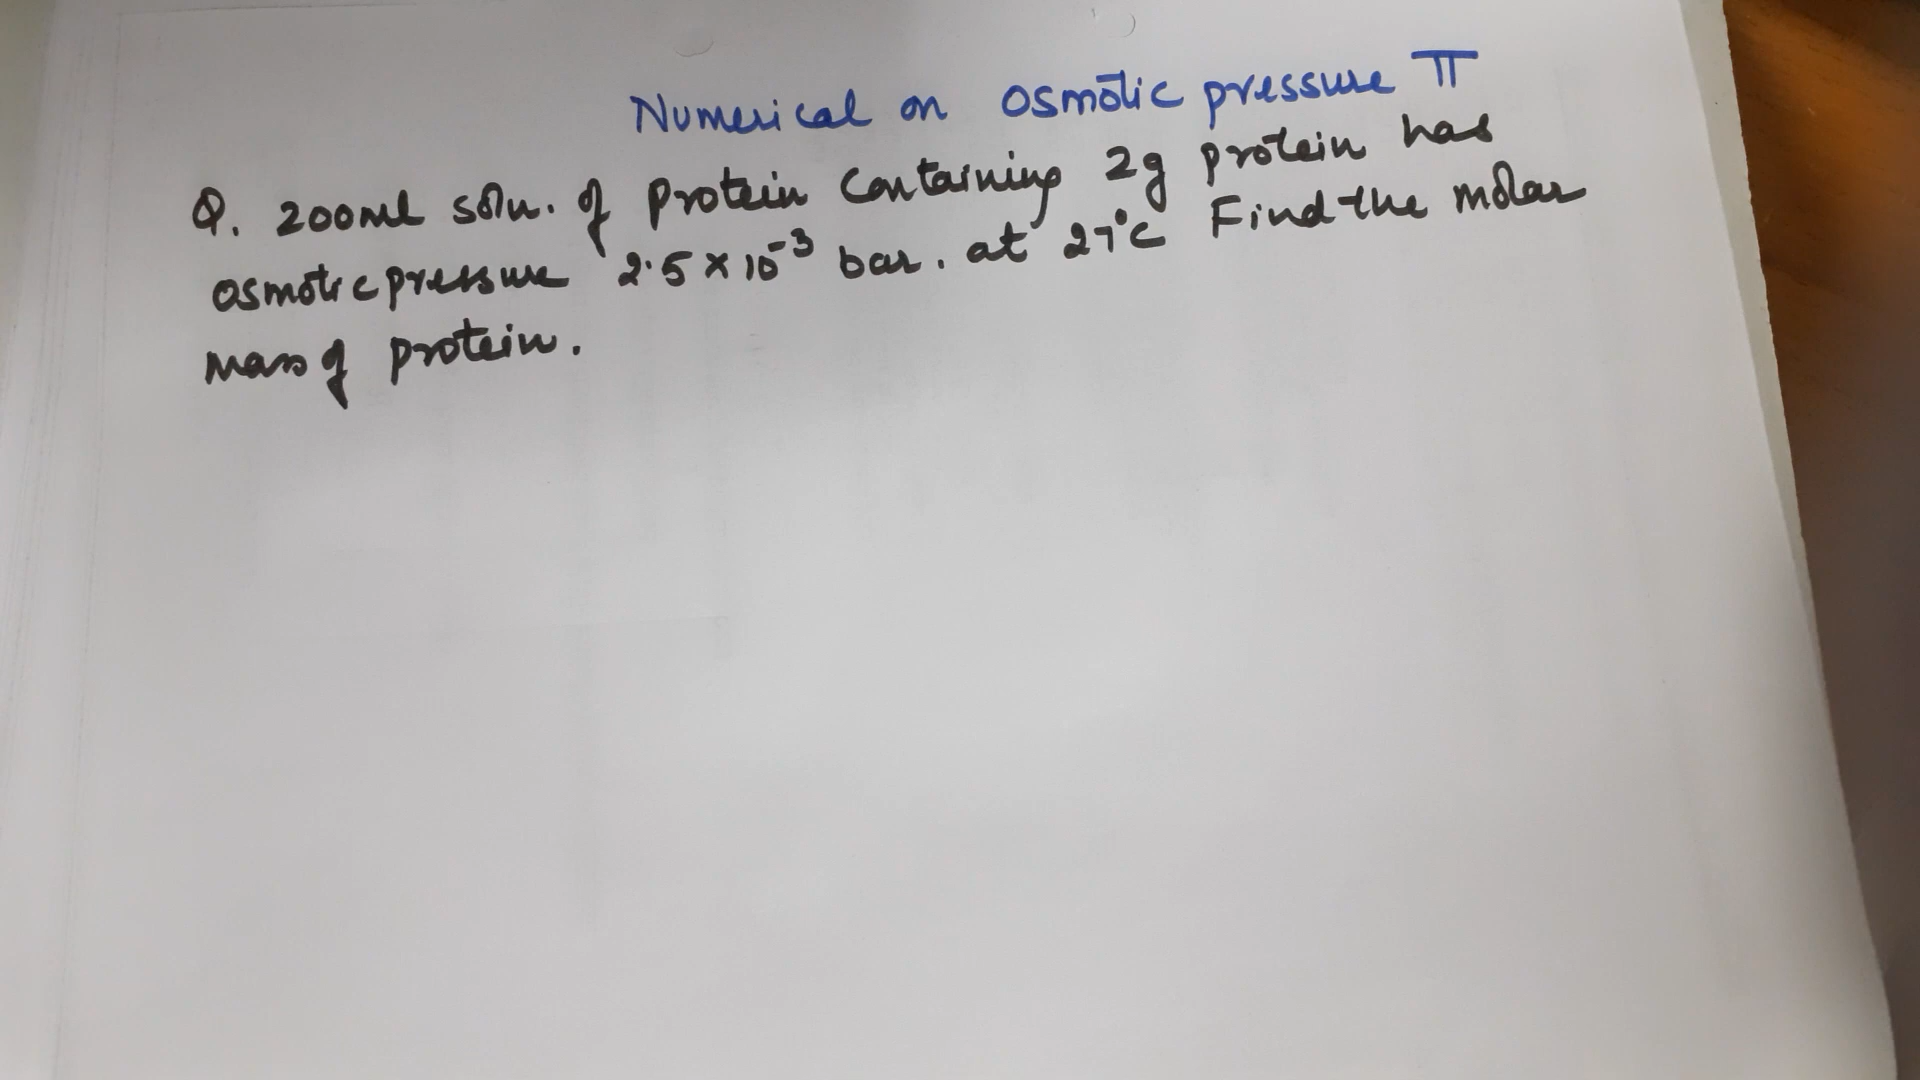 Numerical on osmotic pressure π
Q. 200ml soln. of protein containing 2g protein has
osmotic pressure 2.5 × 10⁻³ bar. at 27°C Find the molar
mass of protein.